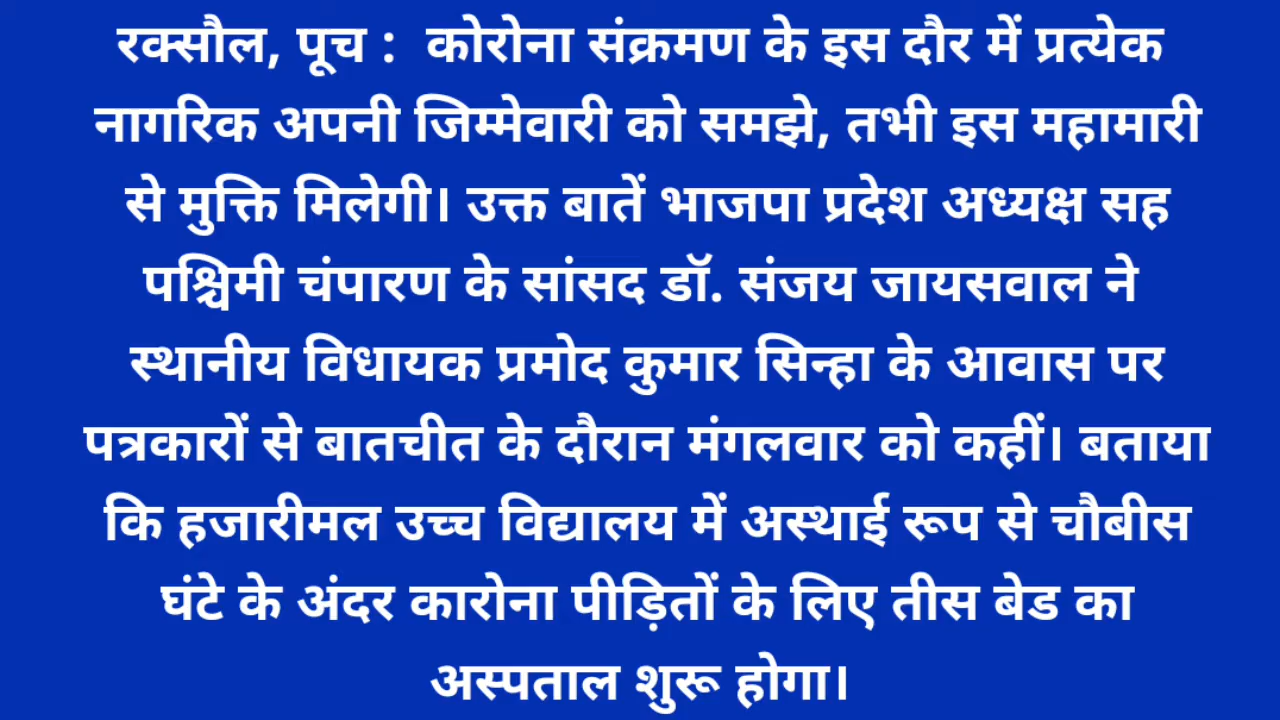 रक्सौल, पूच :  कोरोना संक्रमण के इस दौर में प्रत्येक
नागरिक अपनी जिम्मेवारी को समझे, तभी इस महामारी
से मुक्ति मिलेगी। उक्त बातें भाजपा प्रदेश अध्यक्ष सह
पश्चिमी चंपारण के सांसद डॉ. संजय जायसवाल ने
स्थानीय विधायक प्रमोद कुमार सिन्हा के आवास पर
पत्रकारों से बातचीत के दौरान मंगलवार को कहीं। बताया
कि हजारीमल उच्च विद्यालय में अस्थाई रूप से चौबीस
घंटे के अंदर कारोना पीड़ितों के लिए तीस बेड का
अस्पताल शुरू होगा।